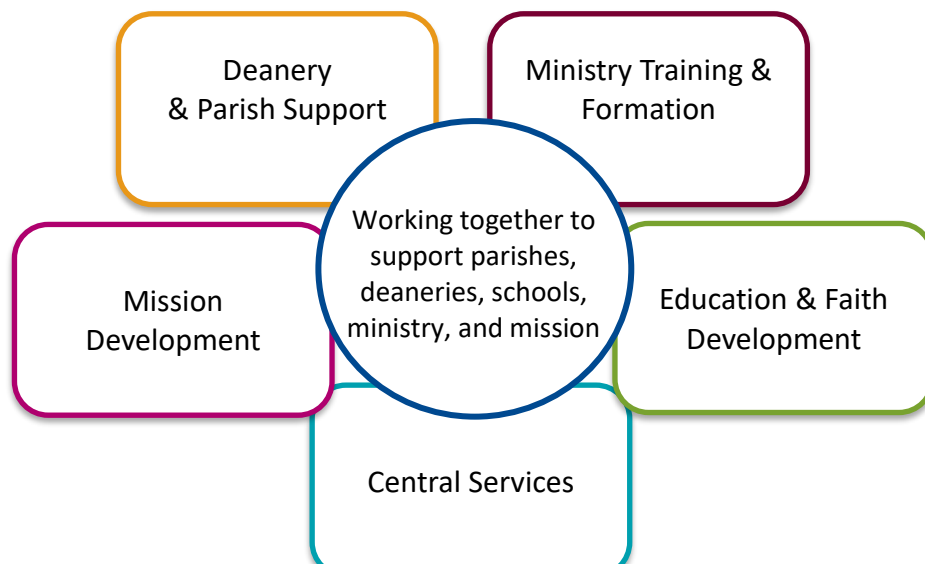 Deanery
& Parish Support
Ministry Training &
Formation
Working together to
support parishes,
deaneries, schools,
ministry, and mission
Mission
Development
Education & Faith
Development
Central Services